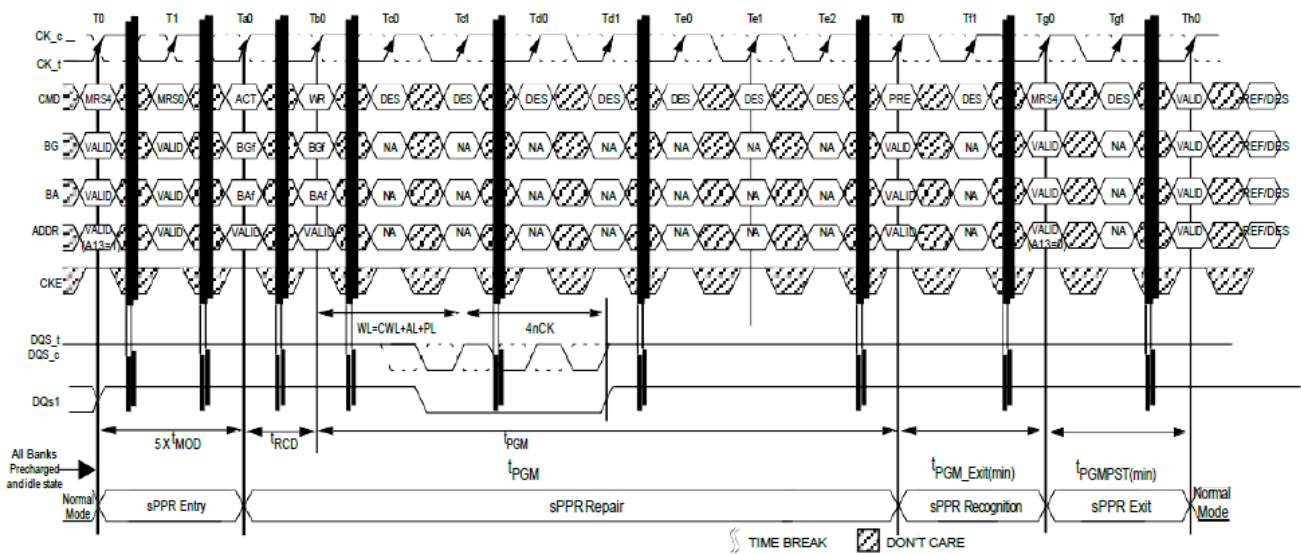 T0 T1 Ta0 Tb0 Tc0 Tc1 Td0 Td1 Te0 Te1 Te2 Tf0 Tf1 Tg0 Tg1 Th0
CK_c
CK_t
CMD MRS4 MRS0 ACT WR DES DES DES DES DES DES DES PRE DES MRS4 DES VALID REF/DES
BG VALID VALID BGf BGf NA NA NA NA NA NA NA VALID NA VALID NA VALID REF/DES
BA VALID VALID BAf BAf NA NA NA NA NA NA NA VALID NA VALID NA VALID REF/DES
ADDR VALID VALID VALID VALID NA NA NA NA NA NA NA VALID NA VALID NA VALID REF/DES
(A13=1) (A13=0)
CKE
WL=CWL+AL+PL 4nCK
DQS_t
DQS_c
DQs1
5 X tMOD tRCD tPGM
All Banks
Precharged
and idle state
tPGM tPGM_Exit(min) tPGMPST(min)
Normal
Mode
sPPR Entry sPPR Repair sPPR Recognition sPPR Exit
Normal
Mode
TIME BREAK DON'T CARE